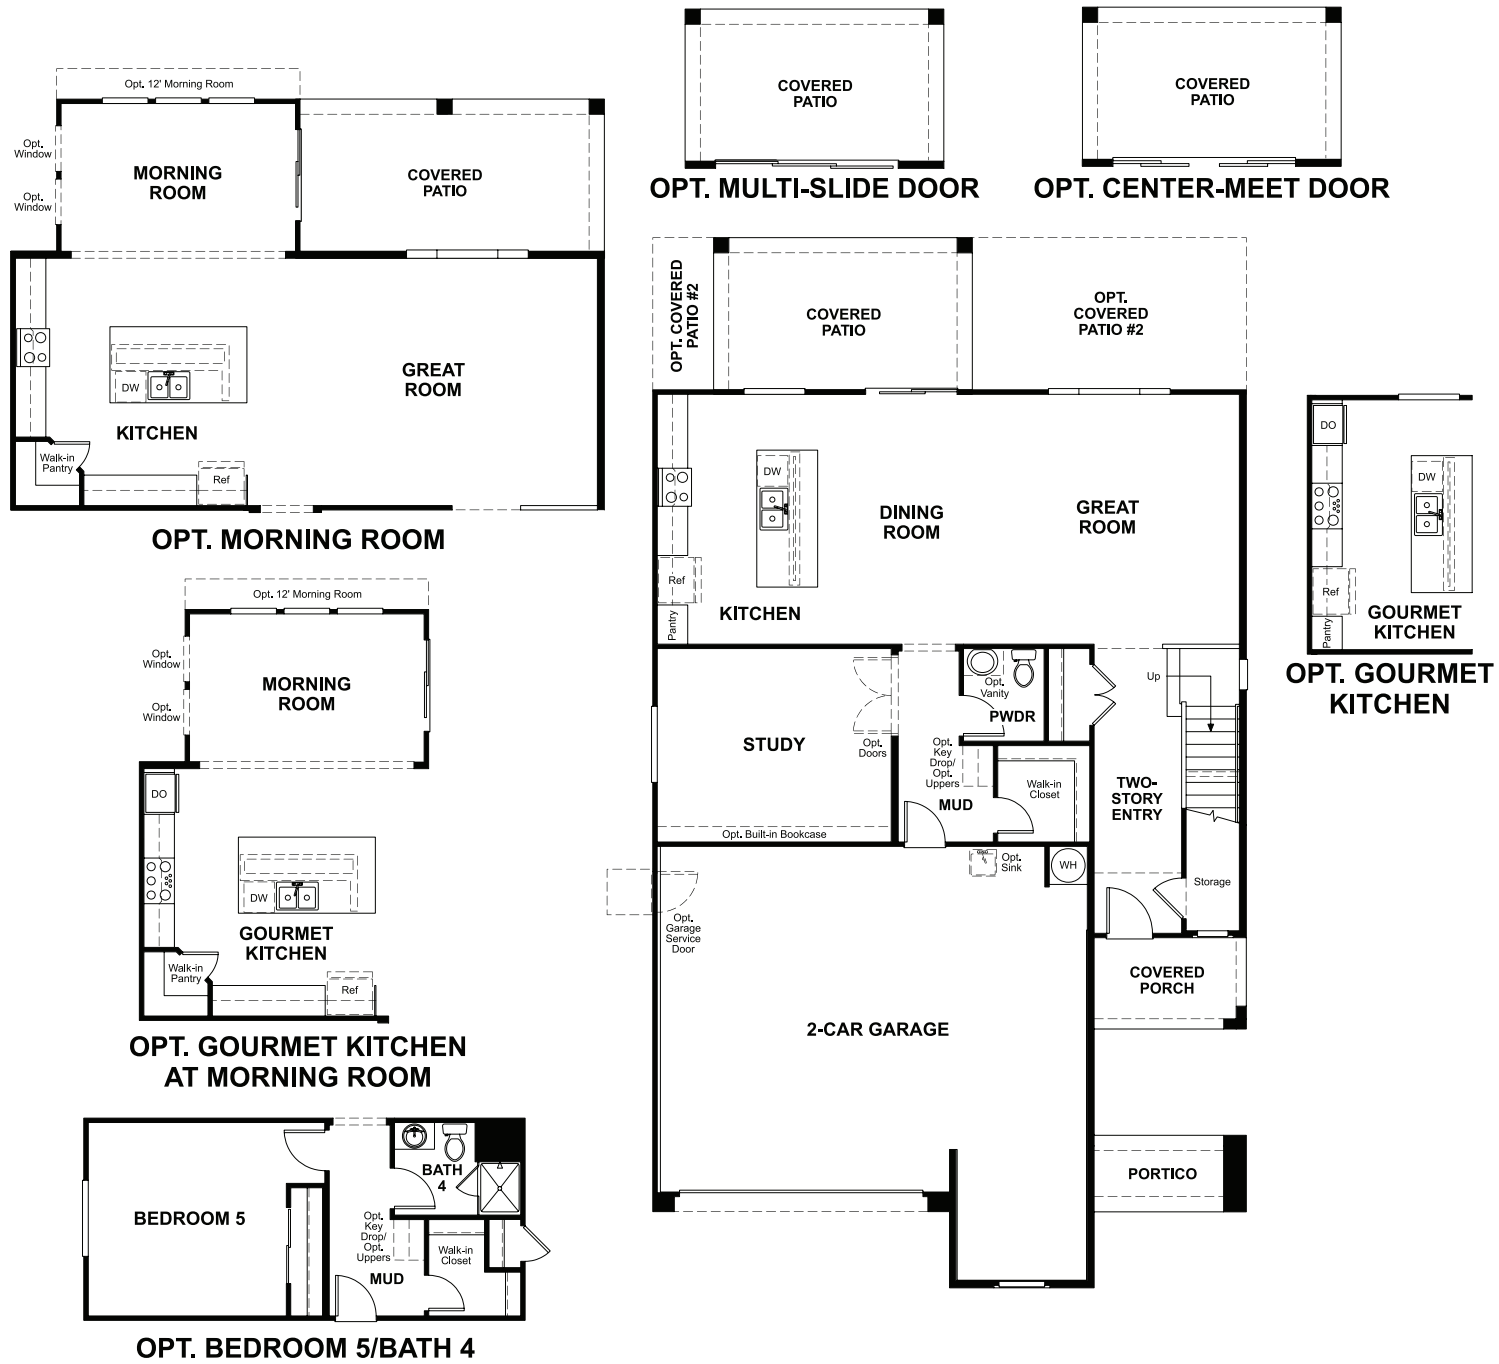 Opt. 12' Morning Room
Opt.
Window
Opt.
Window
MORNING
ROOM
COVERED
PATIO
GREAT
ROOM
DW
KITCHEN
Walk-in
Pantry
Ref
OPT. MORNING ROOM
COVERED
PATIO
OPT. MULTI-SLIDE DOOR
COVERED
PATIO
OPT. CENTER-MEET DOOR
OPT. COVERED
PATIO #2
COVERED
PATIO
OPT.
COVERED
PATIO #2
DW
DINING
ROOM
GREAT
ROOM
Ref
KITCHEN
Pantry
Opt.
Vanity
PWDR
Up
STUDY
Opt.
Doors
Opt.
Key
Drop/
Opt.
Uppers
MUD
Walk-in
Closet
TWO-
STORY
ENTRY
Opt. Built-in Bookcase
Opt.
Sink
WH
Storage
Opt.
Garage
Service
Door
COVERED
PORCH
2-CAR GARAGE
PORTICO
DO
DW
Ref
Pantry
GOURMET
KITCHEN
OPT. GOURMET
KITCHEN
Opt. 12' Morning Room
Opt.
Window
Opt.
Window
MORNING
ROOM
DO
DW
GOURMET
KITCHEN
Walk-in
Pantry
Ref
OPT. GOURMET KITCHEN
AT MORNING ROOM
BATH
4
BEDROOM 5
Opt.
Key
Drop/
Opt.
Uppers
MUD
Walk-in
Closet
OPT. BEDROOM 5/BATH 4